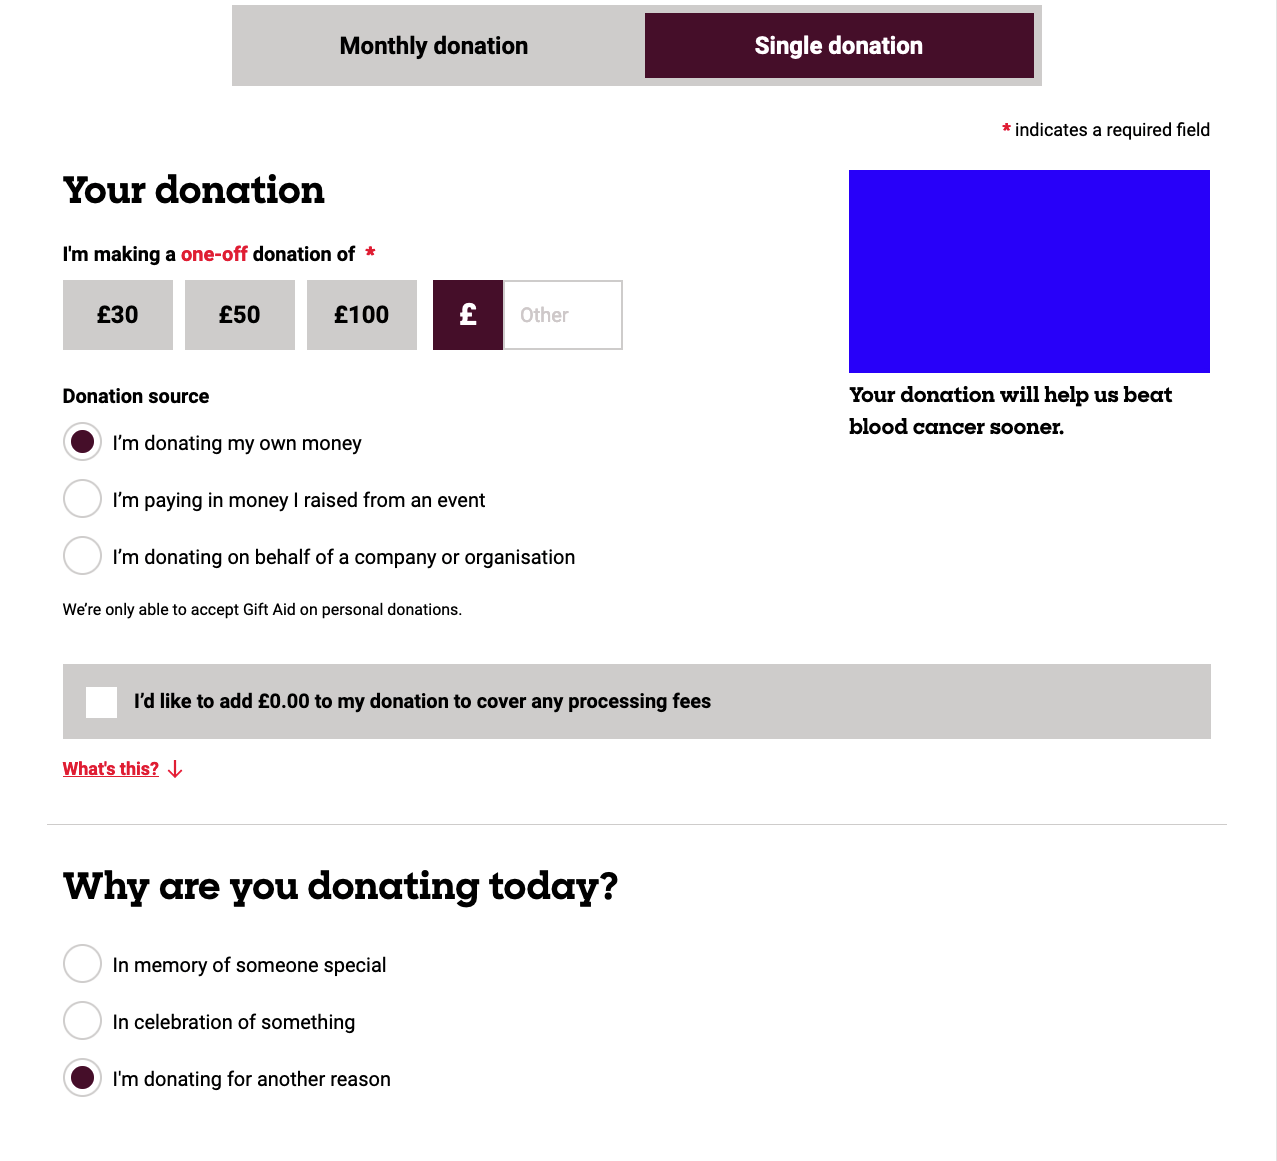 Monthly donation
Single donation
* indicates a required field
Your donation
I'm making a one-off donation of *
£30
£50
£100
£
Other
Donation source
I’m donating my own money
I’m paying in money I raised from an event
I’m donating on behalf of a company or organisation
We’re only able to accept Gift Aid on personal donations.
Your donation will help us beat
blood cancer sooner.
I’d like to add £0.00 to my donation to cover any processing fees
What's this?
Why are you donating today?
In memory of someone special
In celebration of something
I'm donating for another reason